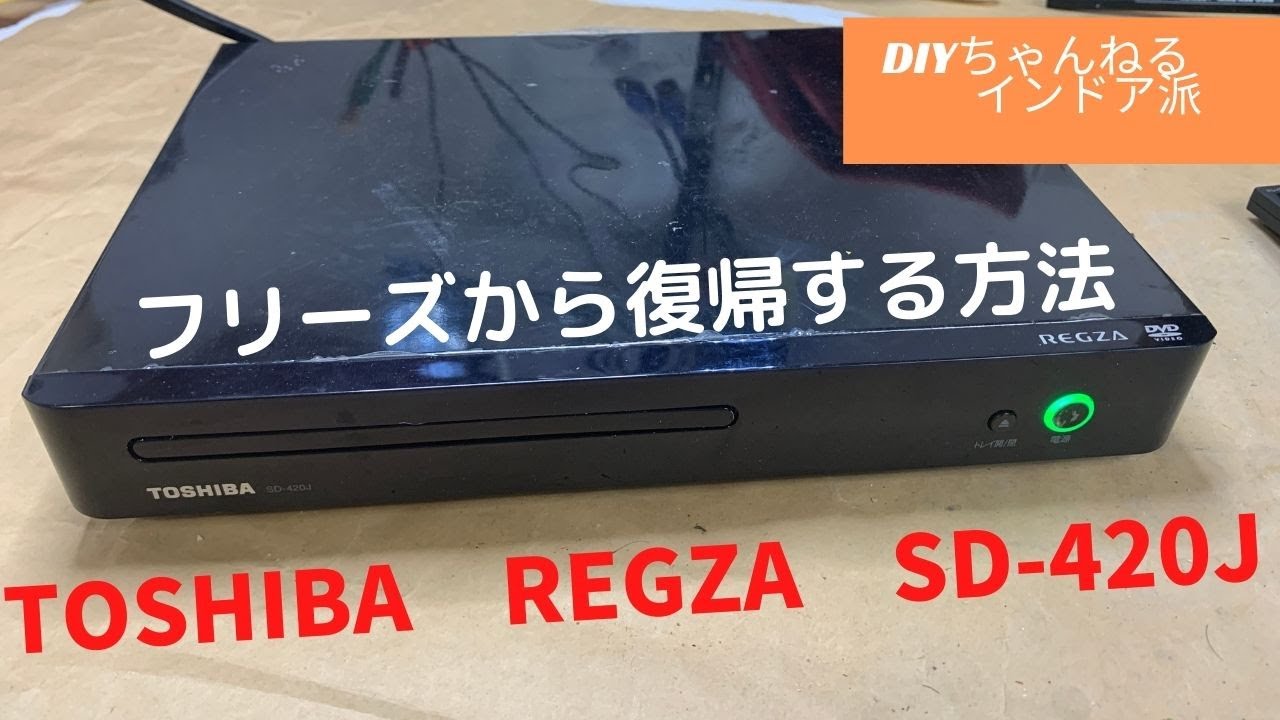 DIYちゃんねる
インドア派
フリーズから復帰する方法
REGZA
DVD
VIDEO
トレイ開/閉
電源
TOSHIBA SD-420J
TOSHIBA REGZA SD-420J